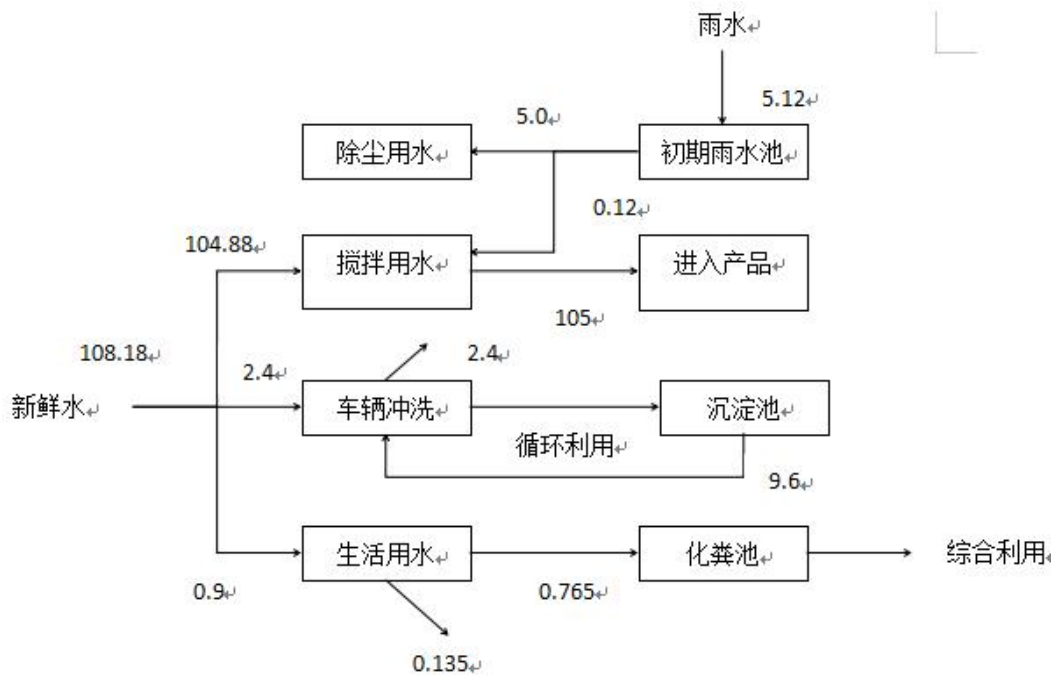 雨水
5.12
5.0
除尘用水
初期雨水池
0.12
104.88
搅拌用水
进入产品
105
108.18
2.4
2.4
新鲜水
车辆冲洗
沉淀池
循环利用
9.6
生活用水
化粪池
综合利用
0.9
0.765
0.135